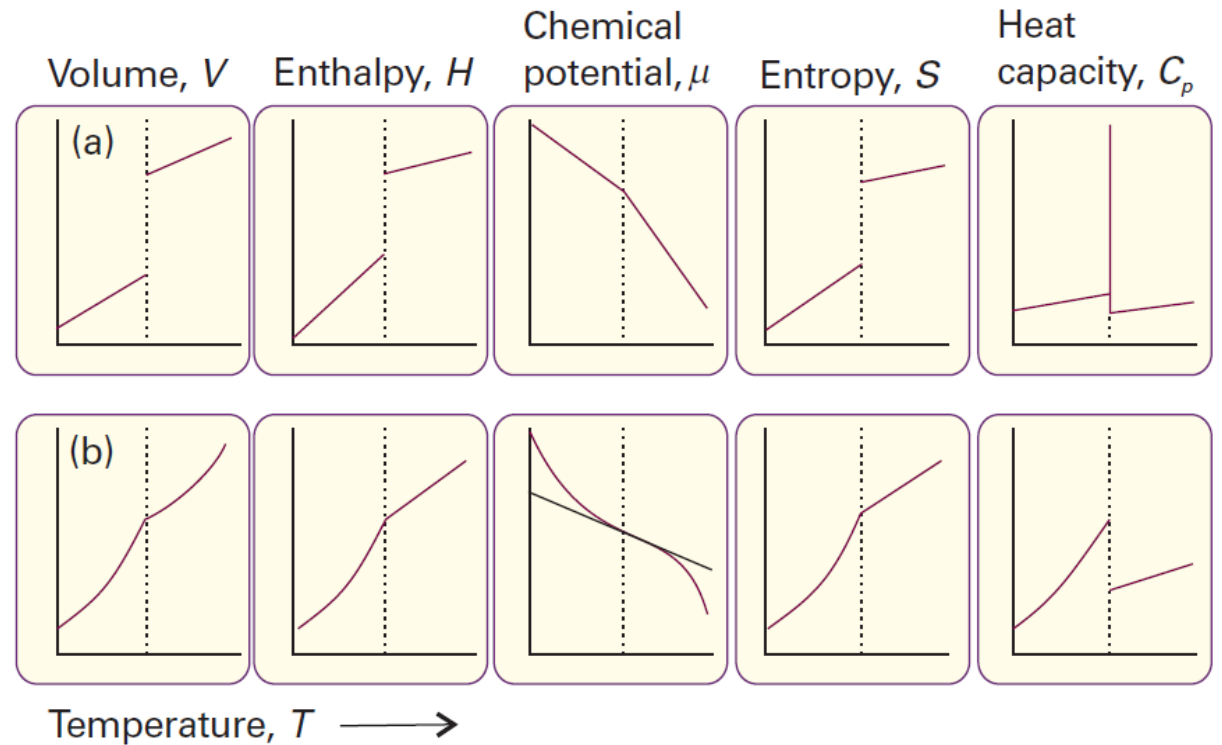 Volume, V
Enthalpy, H
Chemical
potential, μ
Entropy, S
Heat
capacity, Cₚ
(a)
(b)
Temperature, T